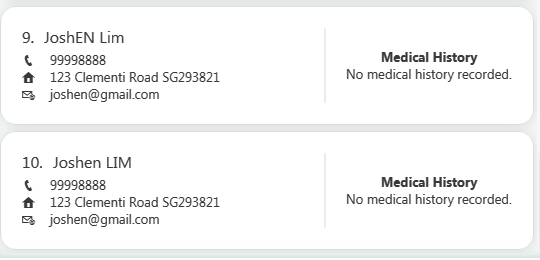 9. JoshEN Lim
99998888
123 Clementi Road SG293821
joshen@gmail.com
Medical History
No medical history recorded.
10. Joshen LIM
99998888
123 Clementi Road SG293821
joshen@gmail.com
Medical History
No medical history recorded.